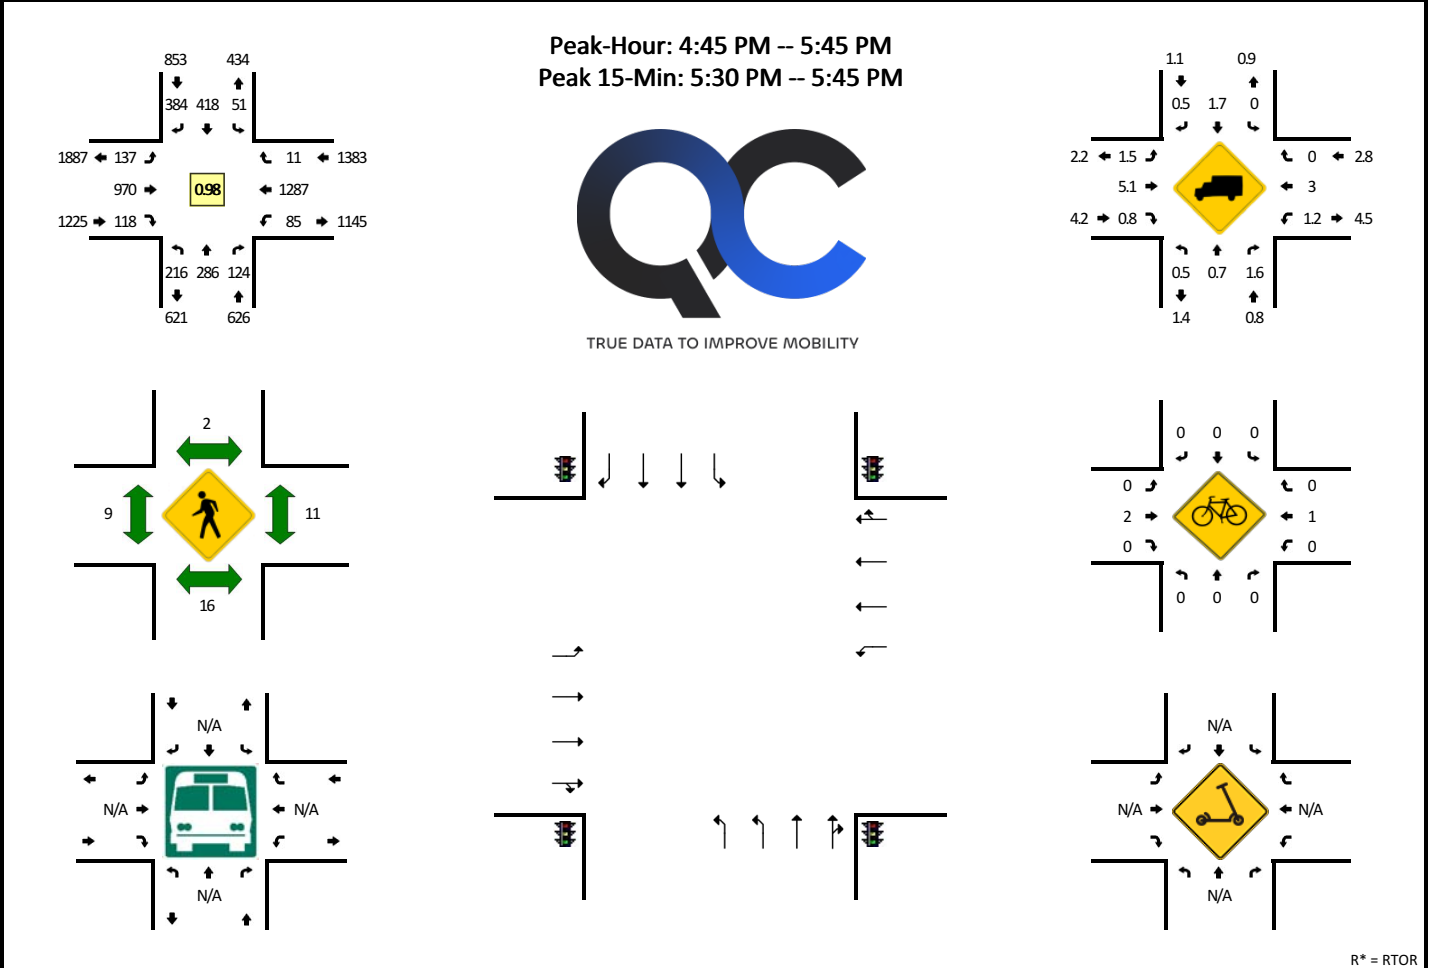 Peak-Hour: 4:45 PM -- 5:45 PM
Peak 15-Min: 5:30 PM -- 5:45 PM
853 434
384 418 51
1887 137 11 1383
970 0.98 1287
1225 118 85 1145
216 286 124
621 626
QC
TRUE DATA TO IMPROVE MOBILITY
1.1 0.9
0.5 1.7 0
2.2 1.5 0 2.8
5.1 3
4.2 0.8 1.2 4.5
0.5 0.7 1.6
1.4 0.8
2
9 11
16
0 0 0
0 0
2 1
0 0
0 0 0
N/A
N/A N/A
N/A
N/A
N/A N/A
N/A
R* = RTOR